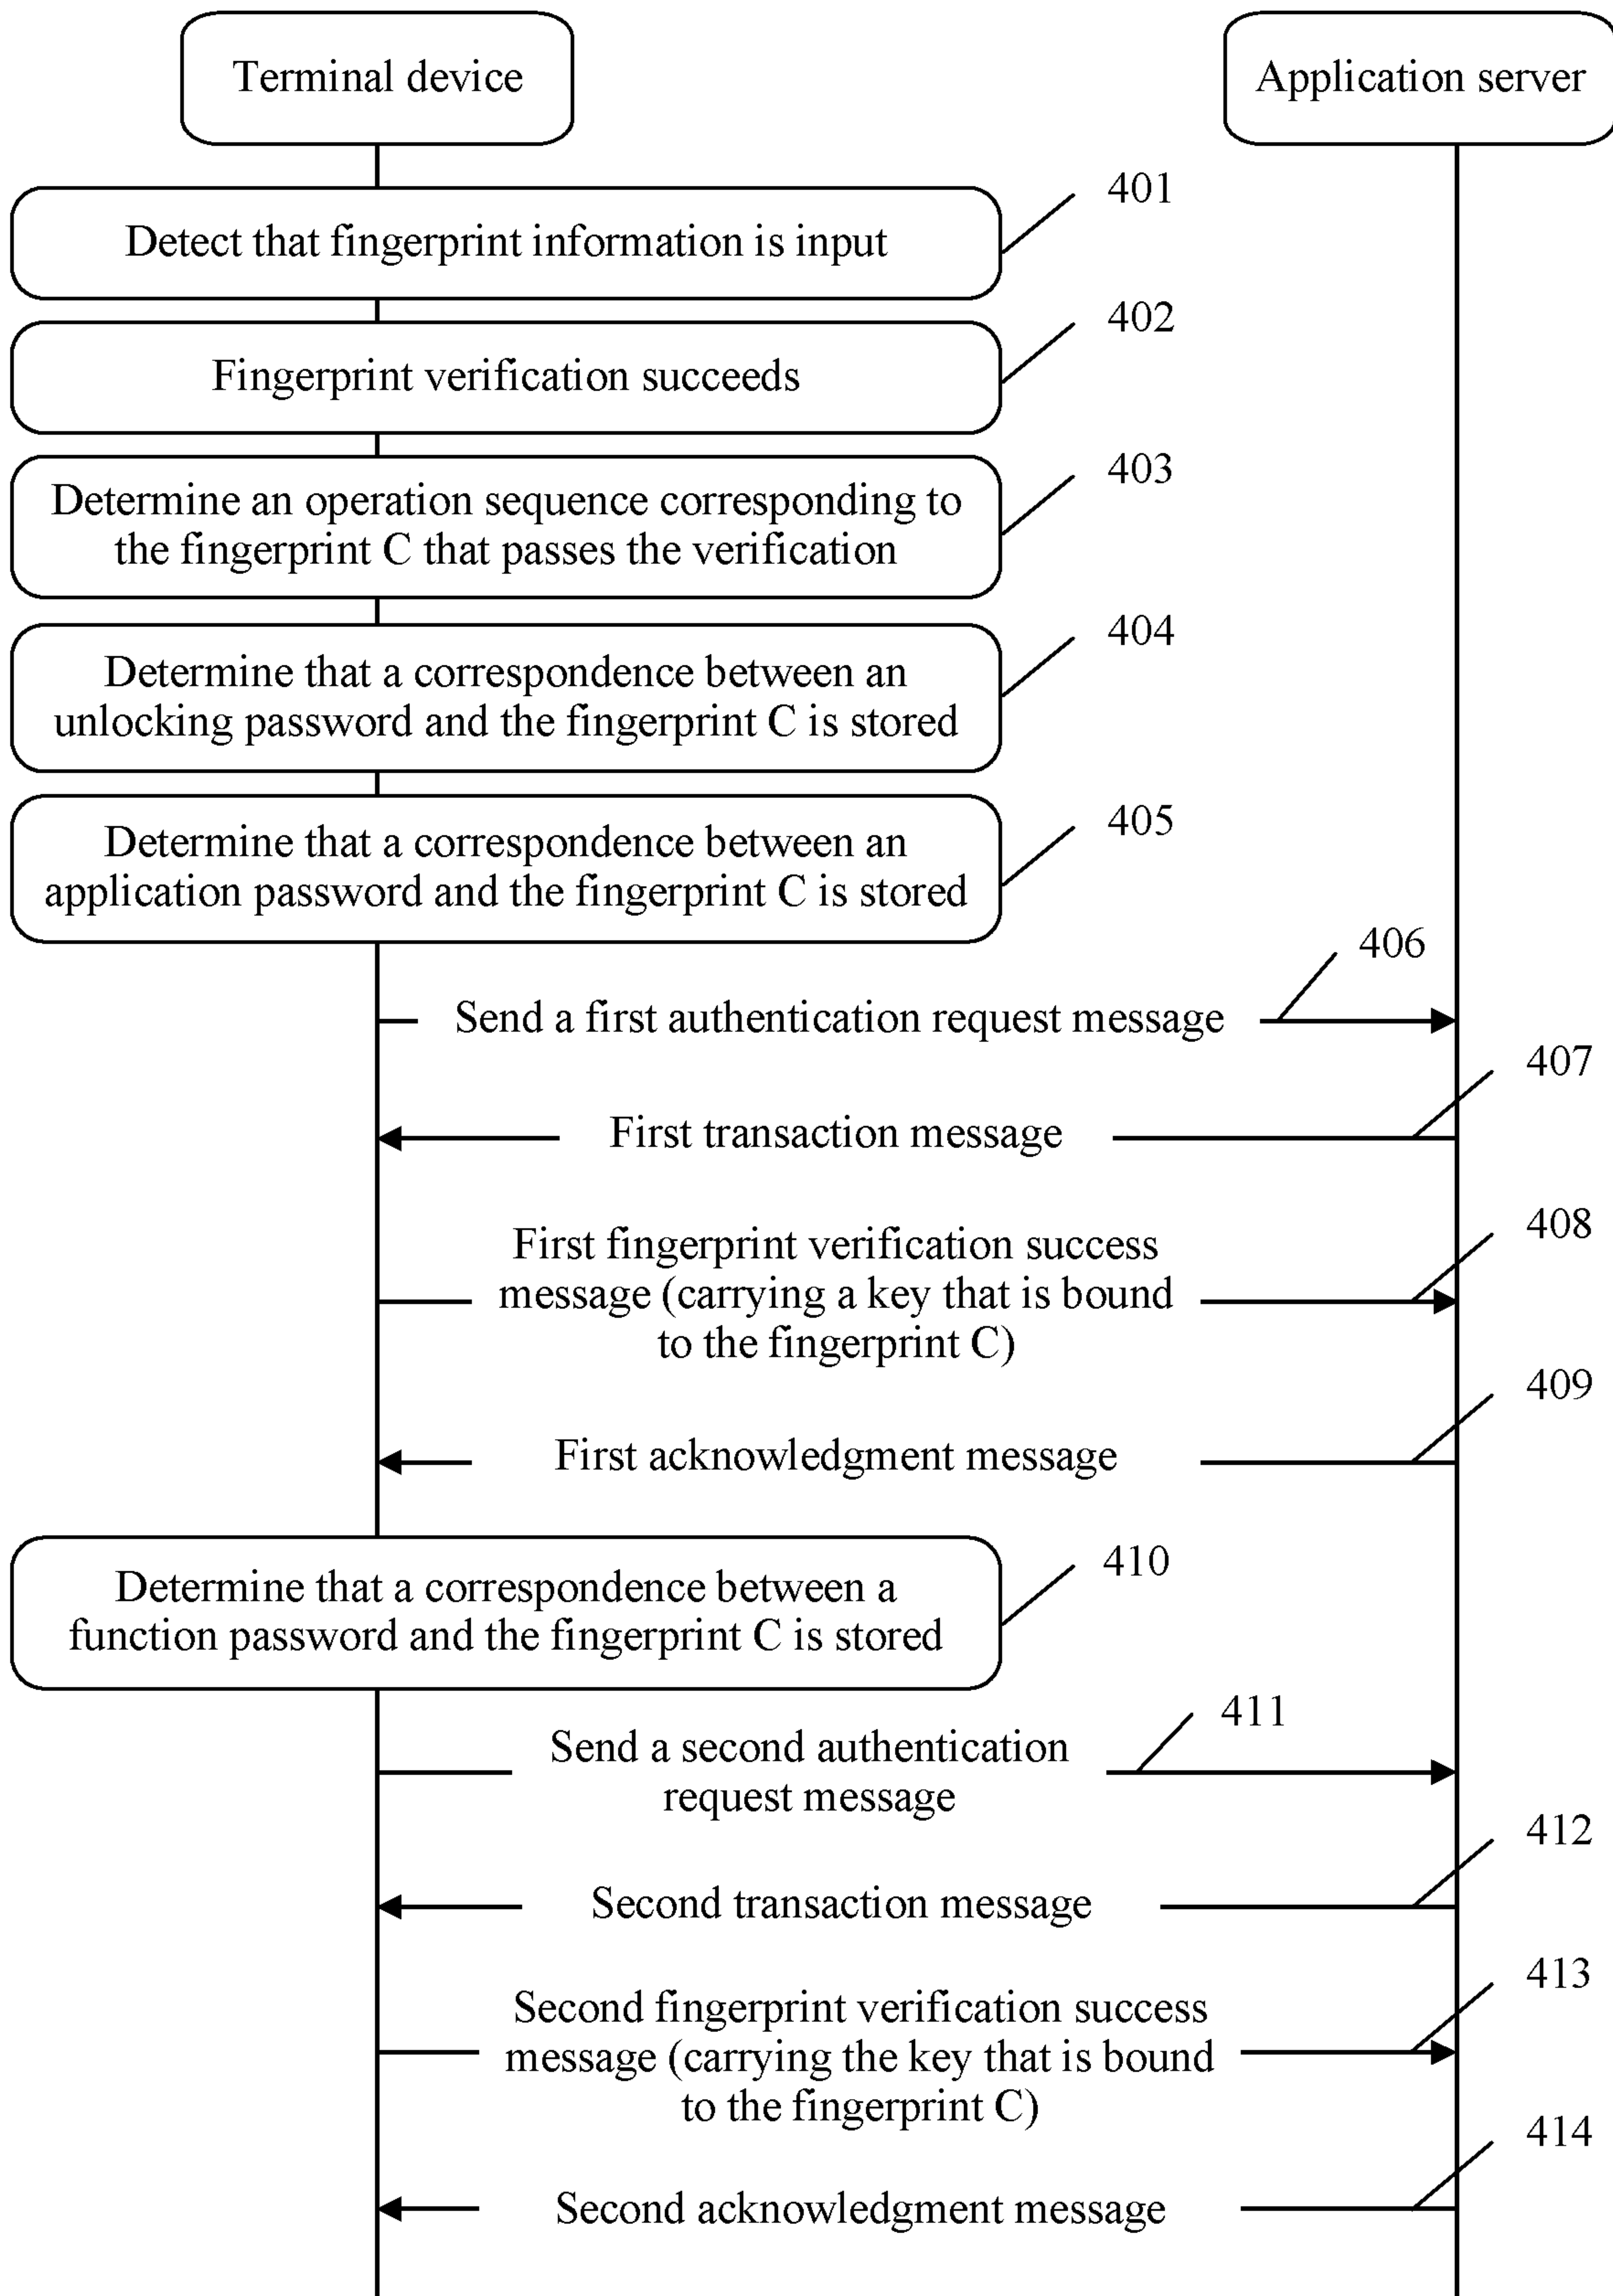 Terminal device
Application server
401
Detect that fingerprint information is input
402
Fingerprint verification succeeds
403
Determine an operation sequence corresponding to
the fingerprint C that passes the verification
404
Determine that a correspondence between an
unlocking password and the fingerprint C is stored
405
Determine that a correspondence between an
application password and the fingerprint C is stored
406
Send a first authentication request message
407
First transaction message
408
First fingerprint verification success
message (carrying a key that is bound
to the fingerprint C)
409
First acknowledgment message
410
Determine that a correspondence between a
function password and the fingerprint C is stored
411
Send a second authentication
request message
412
Second transaction message
413
Second fingerprint verification success
message (carrying the key that is bound
to the fingerprint C)
414
Second acknowledgment message